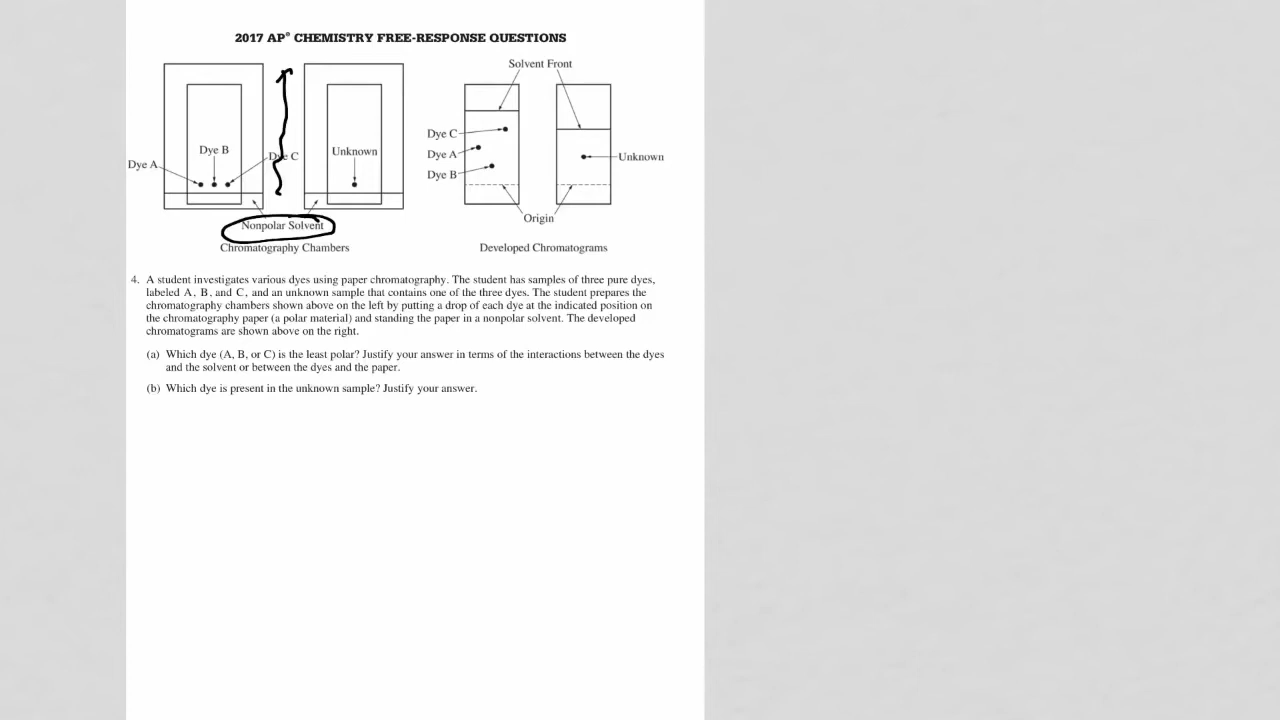 2017 AP® CHEMISTRY FREE-RESPONSE QUESTIONS
Dye A
Dye B
Dye C
Unknown
Nonpolar Solvent
Chromatography Chambers
Solvent Front
Dye C
Dye A
Dye B
Unknown
Origin
Developed Chromatograms
4. A student investigates various dyes using paper chromatography. The student has samples of three pure dyes,
labeled A, B, and C, and an unknown sample that contains one of the three dyes. The student prepares the
chromatography chambers shown above on the left by putting a drop of each dye at the indicated position on
the chromatography paper (a polar material) and standing the paper in a nonpolar solvent. The developed
chromatograms are shown above on the right.
(a) Which dye (A, B, or C) is the least polar? Justify your answer in terms of the interactions between the dyes
and the solvent or between the dyes and the paper.
(b) Which dye is present in the unknown sample? Justify your answer.